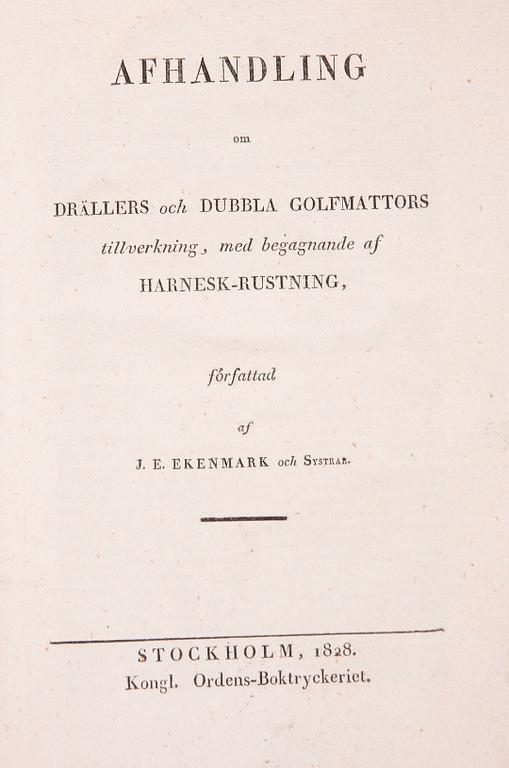 AFHANDLING
om
DRÄLLERS och DUBBLA GOLFMATTORS
tillverkning, med begagnande af
HARNESK-RUSTNING,
författad
af
J. E. EKENMARK och SYSTRAR.
STOCKHOLM, 1828.
Kongl. Ordens-Boktryckeriet.